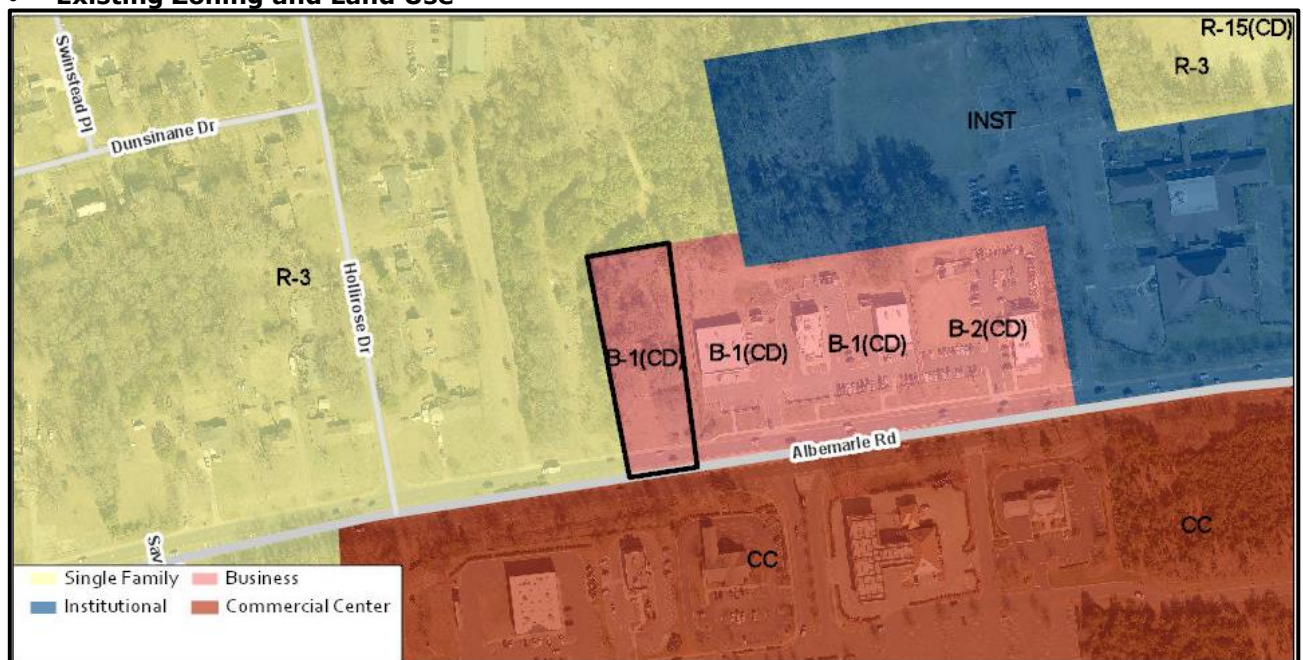 • Existing Zoning and Land Use
R-15(CD)
R-3
Swinstead Pl
Dunsinane Dr
INST
R-3
Hollirose Dr
B-1(CD)
B-1(CD)
B-1(CD)
B-2(CD)
Albemarle Rd
CC
CC
Sav
Single Family
Business
Institutional
Commercial Center